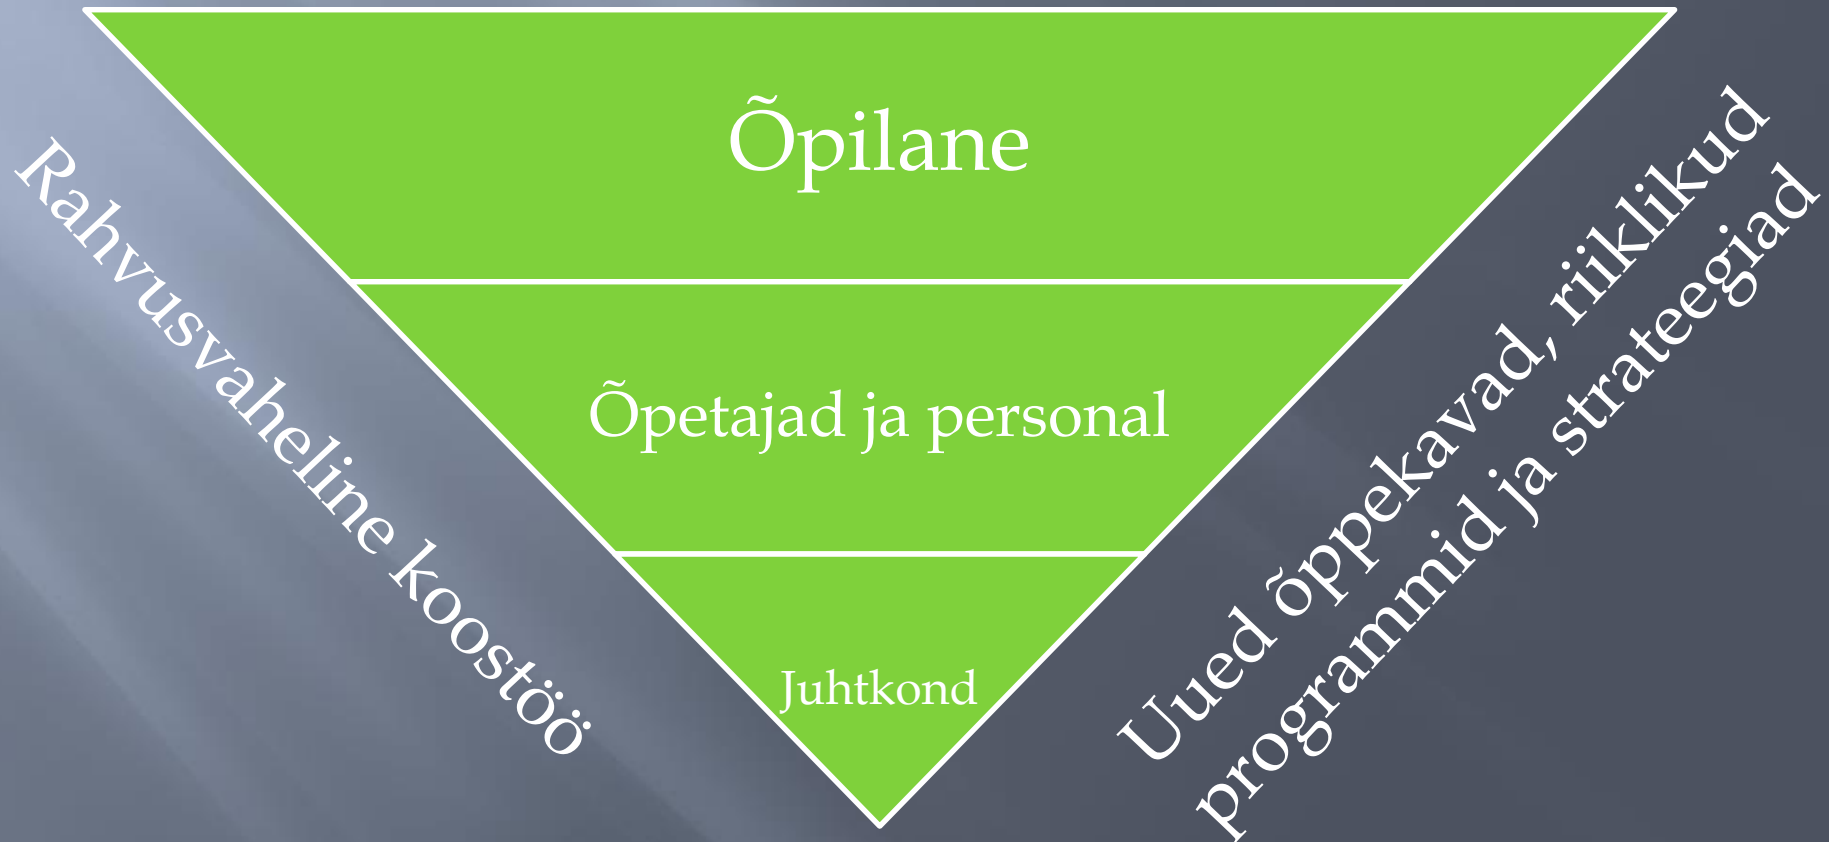 Õpilane
Õpetajad ja personal
Juhtkond
Rahvusvaheline koostöö
Uued õppekavad, riiklikud
programmid ja strateegiad